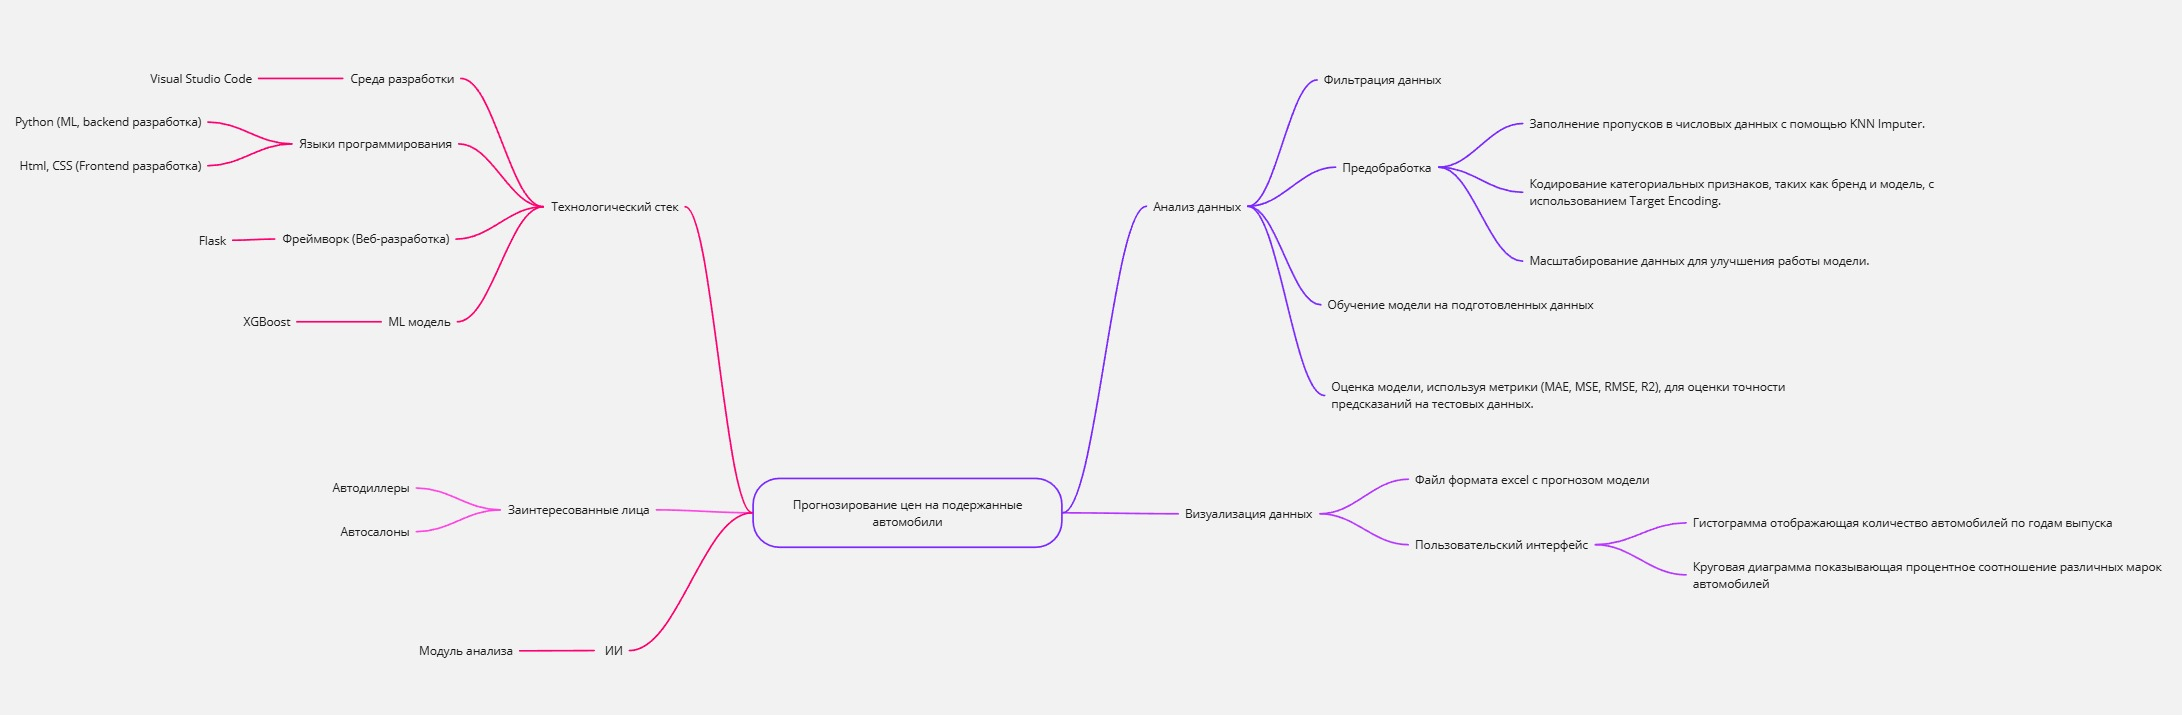 Visual Studio Code
Среда разработки
Python (ML, backend разработка)
Языки программирования
Html, CSS (Frontend разработка)
Технологический стек
Flask
Фреймворк (Веб-разработка)
XGBoost
ML модель
Автодиллеры
Заинтересованные лица
Автосалоны
Модуль анализа
ИИ
Прогнозирование цен на подержанные
автомобили
Фильтрация данных
Заполнение пропусков в числовых данных с помощью KNN Imputer.
Предобработка
Кодирование категориальных признаков, таких как бренд и модель, с
использованием Target Encoding.
Анализ данных
Масштабирование данных для улучшения работы модели.
Обучение модели на подготовленных данных
Оценка модели, используя метрики (MAE, MSE, RMSE, R2), для оценки точности
предсказаний на тестовых данных.
Файл формата excel с прогнозом модели
Визуализация данных
Гистограмма отображающая количество автомобилей по годам выпуска
Пользовательский интерфейс
Круговая диаграмма показывающая процентное соотношение различных марок
автомобилей